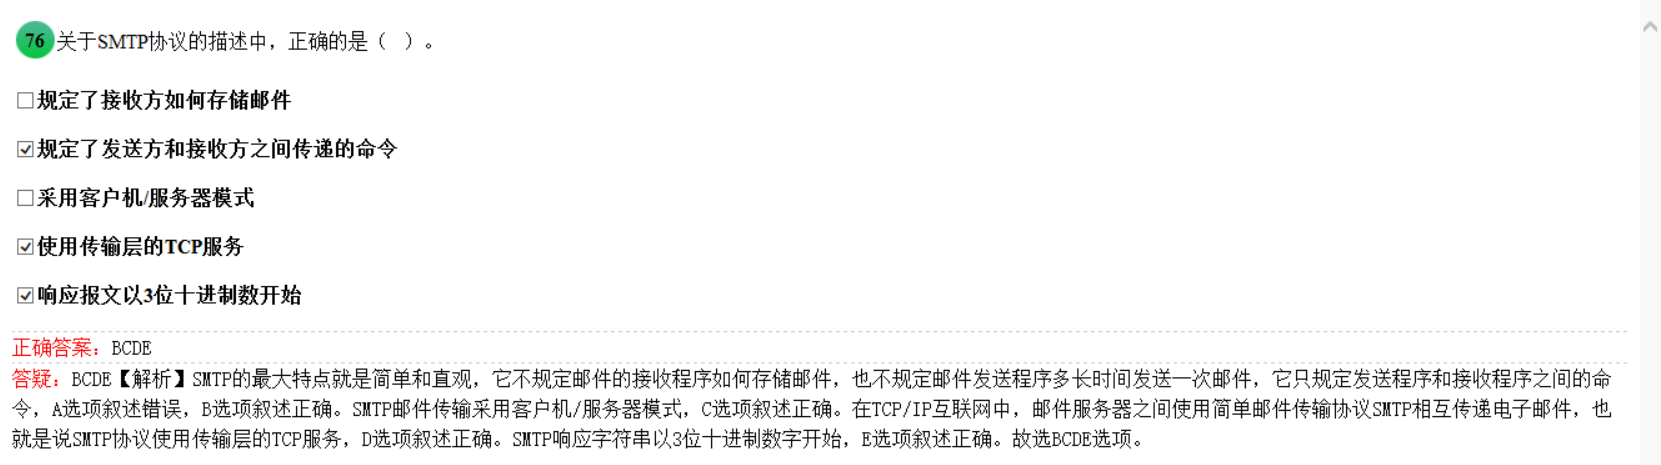 76 关于SMTP协议的描述中，正确的是（ ）。
规定了接收方如何存储邮件
规定了发送方和接收方之间传递的命令
采用客户机/服务器模式
使用传输层的TCP服务
响应报文以3位十进制数开始
正确答案：BCDE
答疑：BCDE【解析】SMTP的最大特点就是简单和直观，它不规定邮件的接收程序如何存储邮件，也不规定邮件发送程序多长时间发送一次邮件，它只规定发送程序和接收程序之间的命
令，A选项叙述错误，B选项叙述正确。SMTP邮件传输采用客户机/服务器模式，C选项叙述正确。在TCP/IP互联网中，邮件服务器之间使用简单邮件传输协议SMTP相互传递电子邮件，也
就是说SMTP协议使用传输层的TCP服务，D选项叙述正确。SMTP响应字符串以3位十进制数字开始，E选项叙述正确。故选BCDE选项。